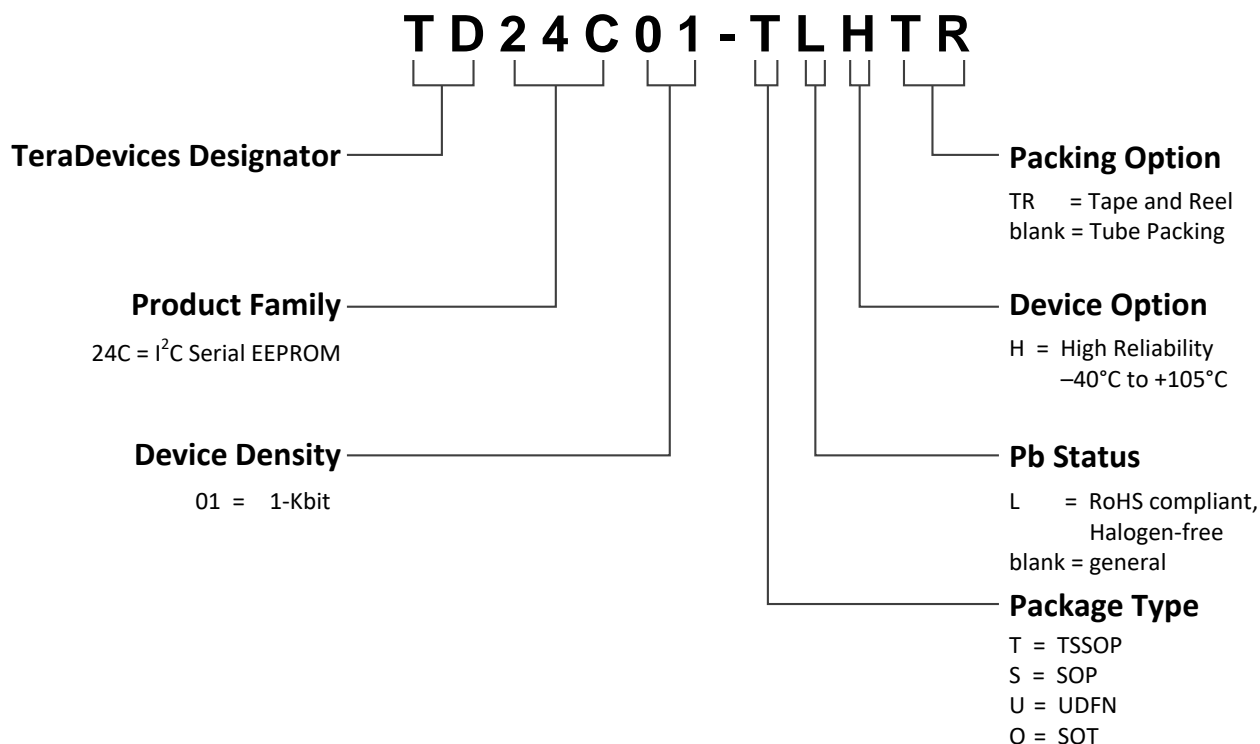 TD24C01-TLHTR
TeraDevices Designator
Product Family
24C = I²C Serial EEPROM
Device Density
01 = 1-Kbit
Packing Option
TR = Tape and Reel
blank = Tube Packing
Device Option
H = High Reliability
–40°C to +105°C
Pb Status
L = RoHS compliant,
Halogen-free
blank = general
Package Type
T = TSSOP
S = SOP
U = UDFN
O = SOT